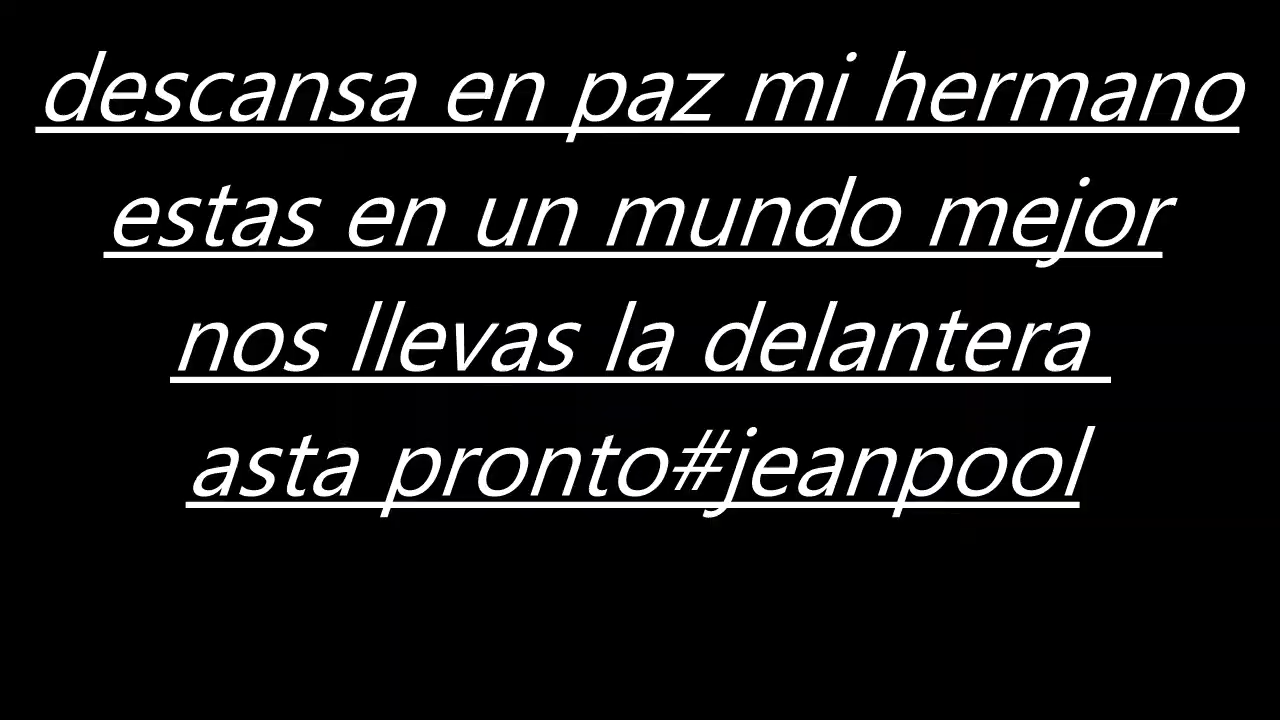 descansa en paz mi hermano
estas en un mundo mejor
nos llevas la delantera
asta pronto#jeanpool